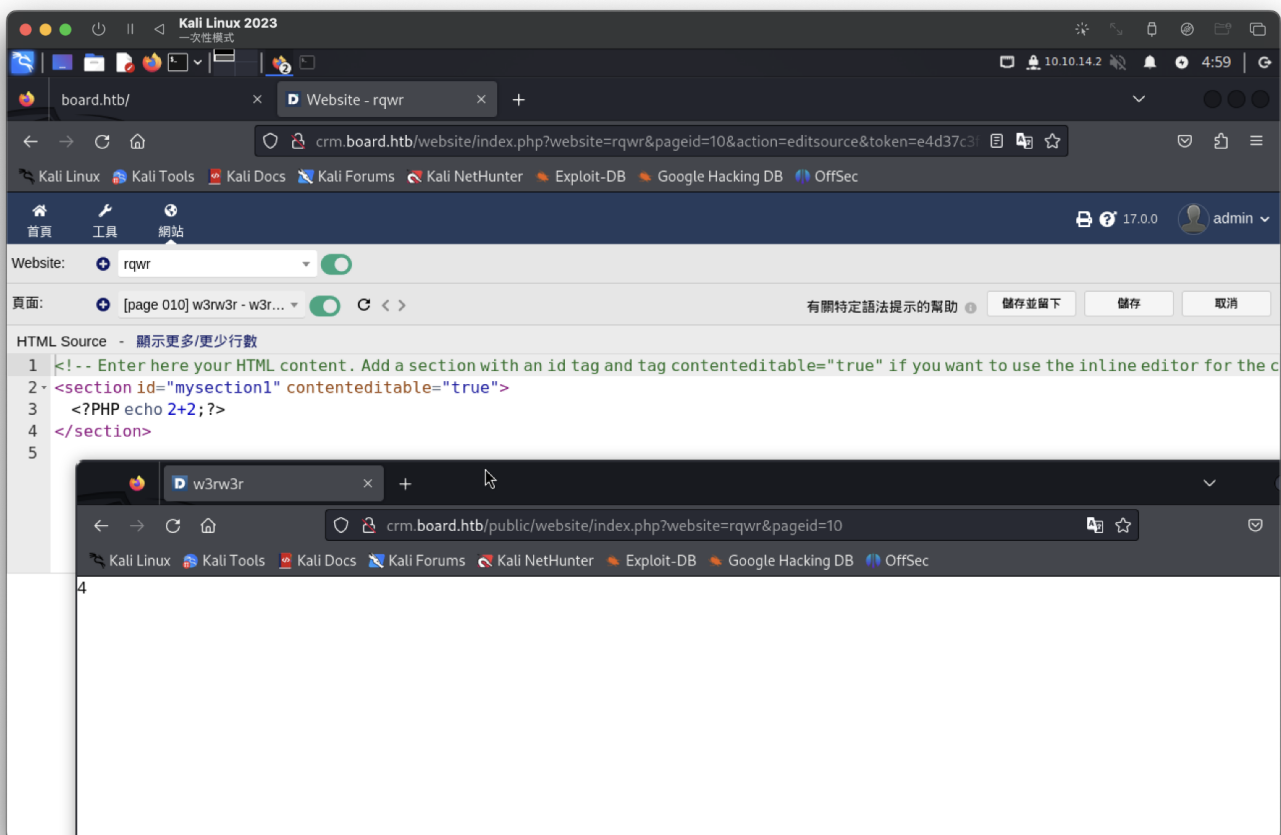 Kali Linux 2023
一次性模式
2
10.10.14.2
4:59
board.htb/
Website - rqwr
crm.board.htb/website/index.php?website=rqwr&pageid=10&action=editsource&token=e4d37c3
Kali Linux Kali Tools Kali Docs Kali Forums Kali NetHunter Exploit-DB Google Hacking DB OffSec
首頁 工具 網站 17.0.0 admin
Website: rqwr
頁面: [page 010] w3rw3r - w3r... 有關特定語法提示的幫助 儲存並留下 儲存 取消
HTML Source - 顯示更多/更少行數
1 <!-- Enter here your HTML content. Add a section with an id tag and tag contenteditable="true" if you want to use the inline editor for the c
2 <section id="mysection1" contenteditable="true">
3 <?PHP echo 2+2;?>
4 </section>
5
w3rw3r
crm.board.htb/public/website/index.php?website=rqwr&pageid=10
Kali Linux Kali Tools Kali Docs Kali Forums Kali NetHunter Exploit-DB Google Hacking DB OffSec
4